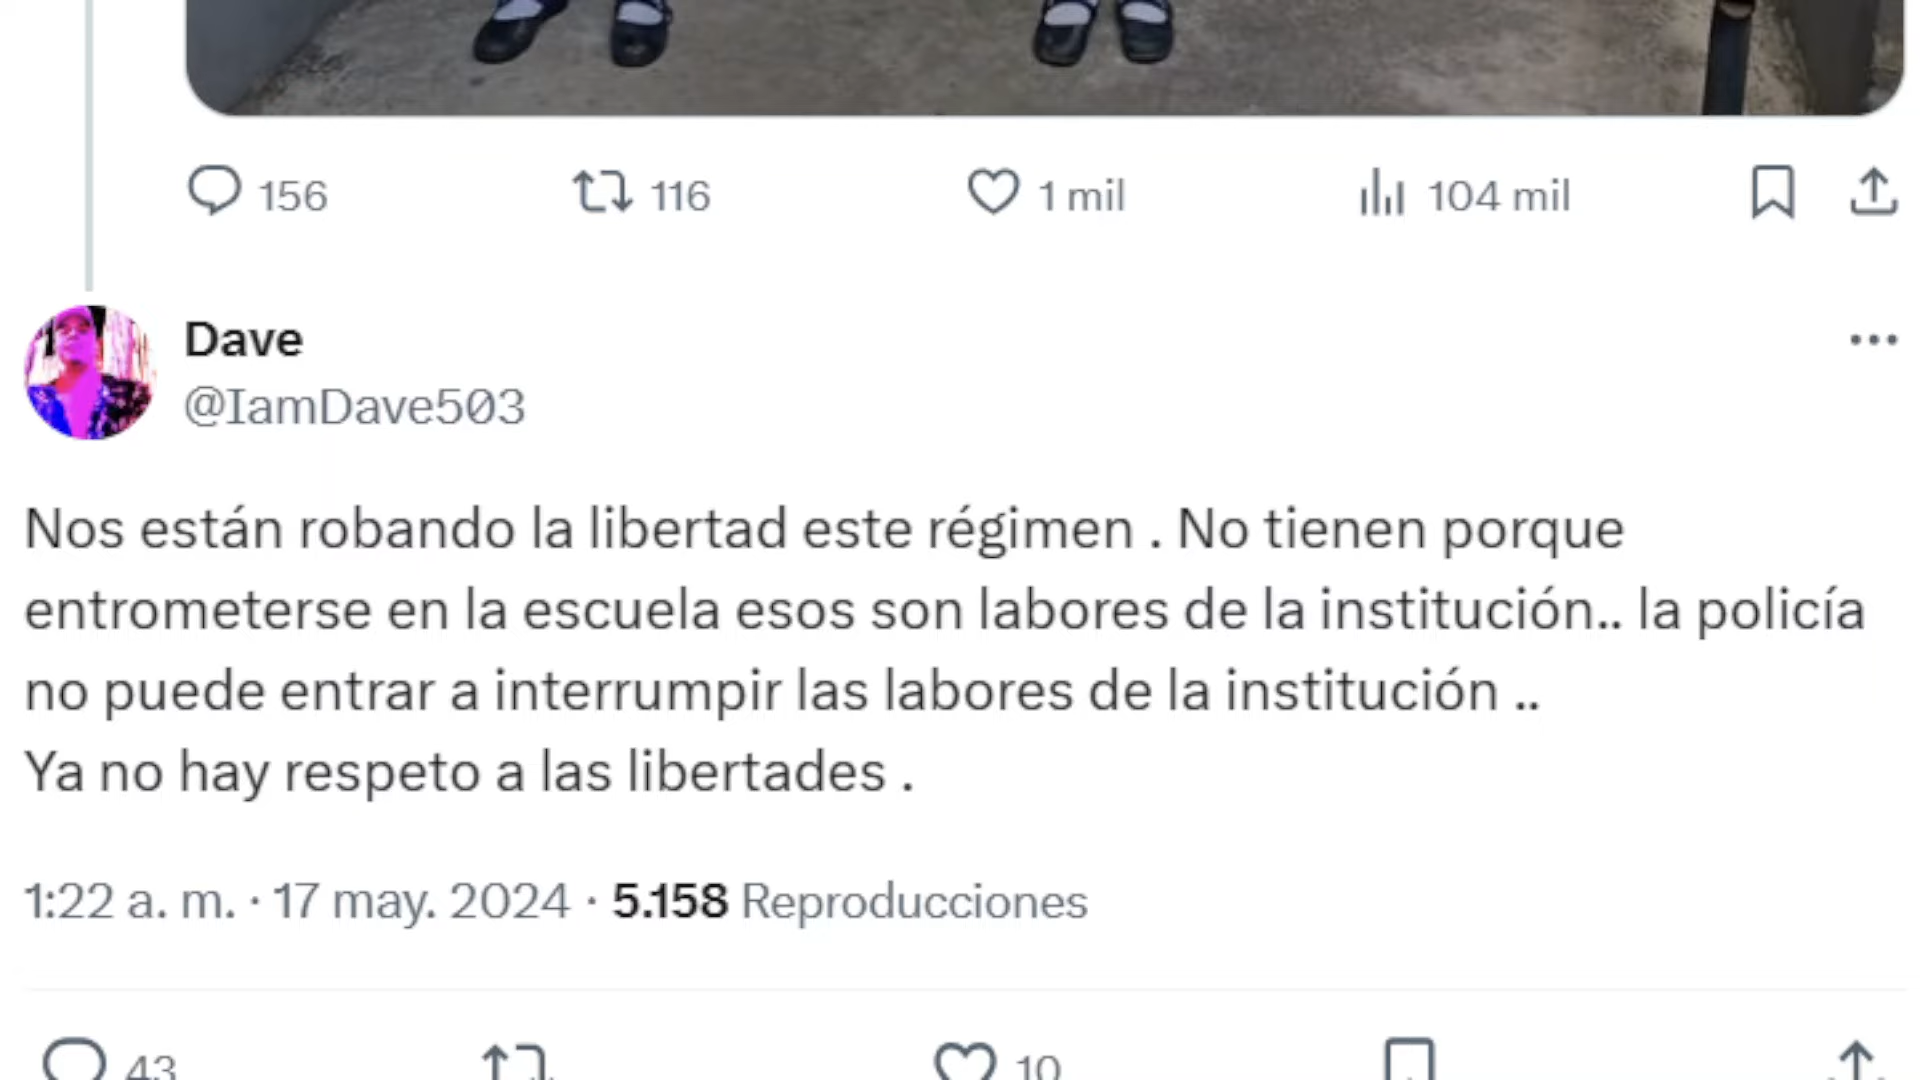 156 116 1 mil 104 mil
Dave
@IamDave503
Nos están robando la libertad este régimen . No tienen porque
entrometerse en la escuela esos son labores de la institución.. la policía
no puede entrar a interrumpir las labores de la institución ..
Ya no hay respeto a las libertades .
1:22 a. m. · 17 may. 2024 · 5.158 Reproducciones
43 10